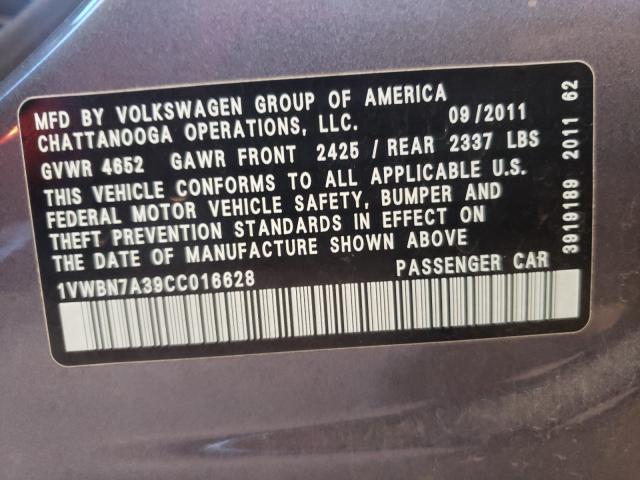 MFD BY VOLKSWAGEN GROUP OF AMERICA
CHATTANOOGA OPERATIONS, LLC. 09/2011
GVWR 4652 GAWR FRONT 2425 / REAR 2337 LBS
THIS VEHICLE CONFORMS TO ALL APPLICABLE U.S.
FEDERAL MOTOR VEHICLE SAFETY, BUMPER AND
THEFT PREVENTION STANDARDS IN EFFECT ON
THE DATE OF MANUFACTURE SHOWN ABOVE
1VWBN7A39CC016628 PASSENGER CAR
3919189 2011 62